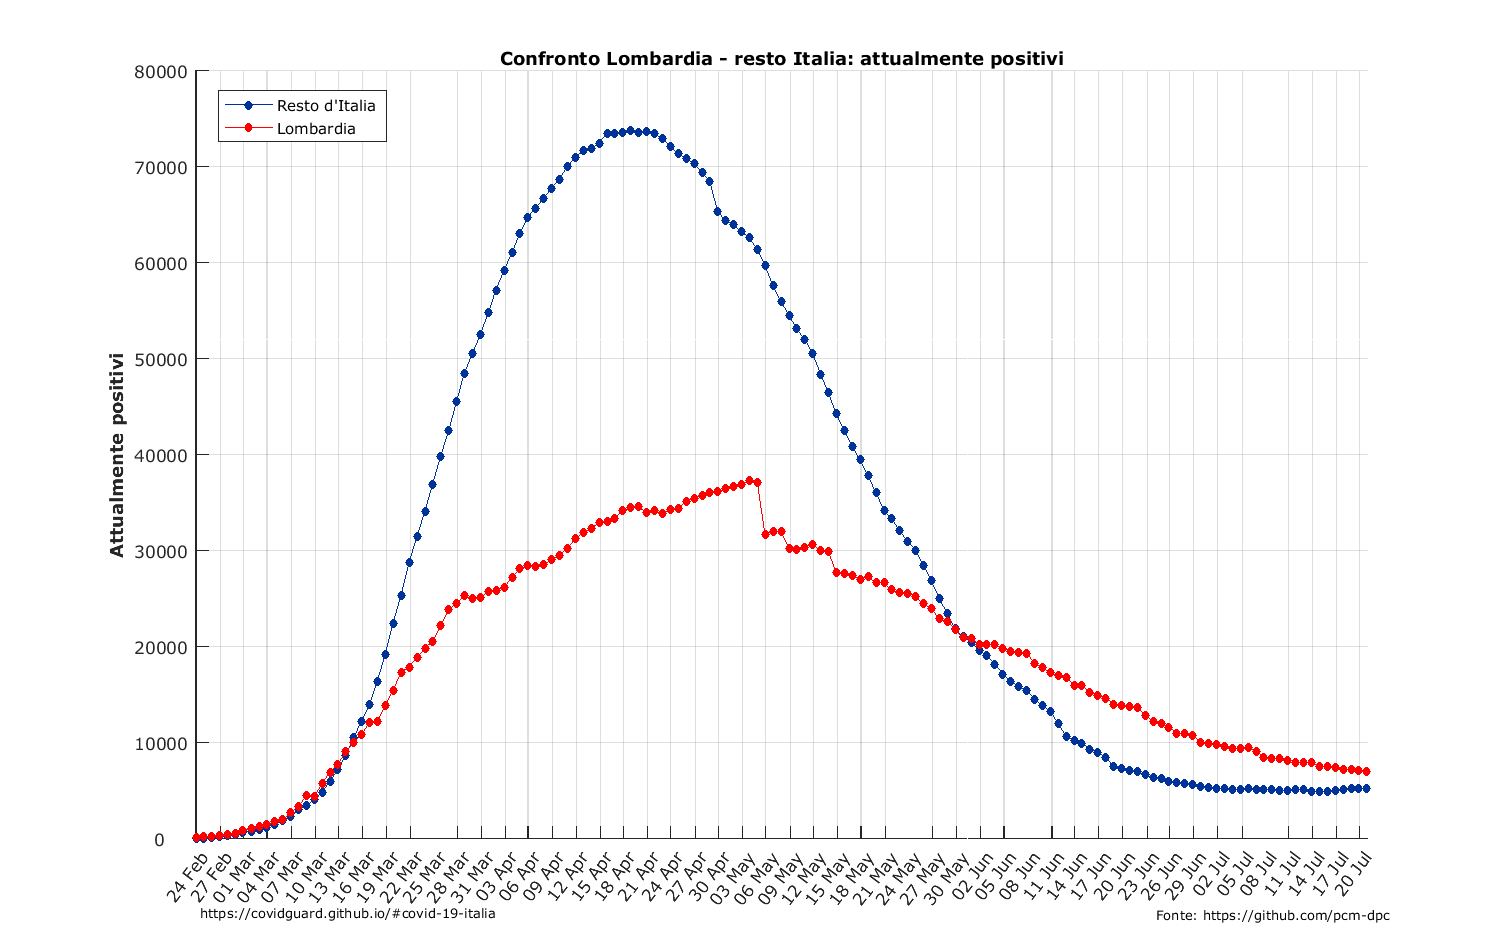 Confronto Lombardia - resto Italia: attualmente positivi
80000
70000
60000
50000
40000
30000
20000
10000
0
Attualmente positivi
Resto d'Italia
Lombardia
24 Feb
27 Feb
01 Mar
04 Mar
07 Mar
10 Mar
13 Mar
16 Mar
19 Mar
22 Mar
25 Mar
28 Mar
31 Mar
03 Apr
06 Apr
09 Apr
12 Apr
15 Apr
18 Apr
21 Apr
24 Apr
27 Apr
30 Apr
03 May
06 May
09 May
12 May
15 May
18 May
21 May
24 May
27 May
30 May
02 Jun
05 Jun
08 Jun
11 Jun
14 Jun
17 Jun
20 Jun
23 Jun
26 Jun
29 Jun
02 Jul
05 Jul
08 Jul
11 Jul
14 Jul
17 Jul
20 Jul
https://covidguard.github.io/#covid-19-italia
Fonte: https://github.com/pcm-dpc